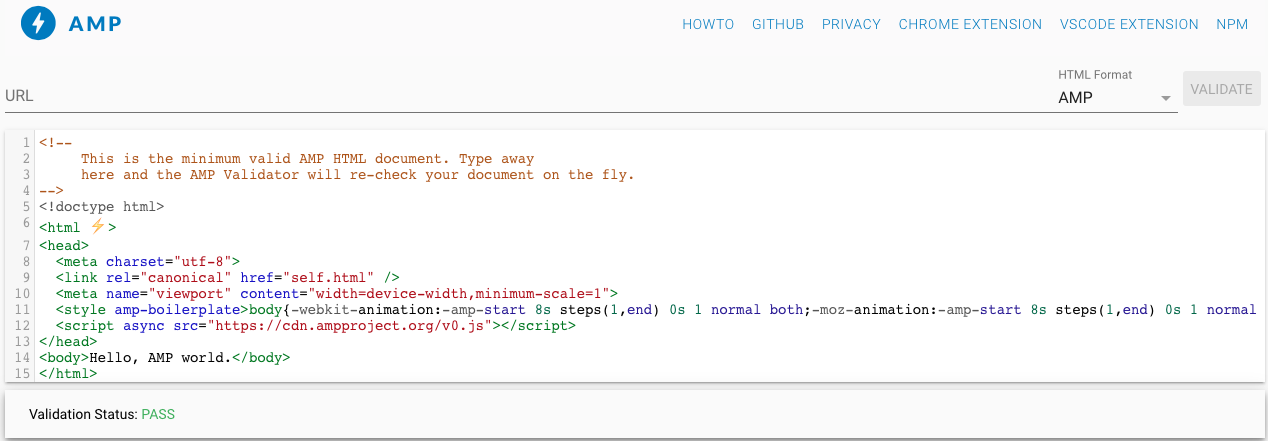 AMP
HOWTO GITHUB PRIVACY CHROME EXTENSION VSCODE EXTENSION NPM
HTML Format
URL AMP VALIDATE
1 <!--
2 This is the minimum valid AMP HTML document. Type away
3 here and the AMP Validator will re-check your document on the fly.
4 -->
5 <!doctype html>
6 <html ⚡>
7 <head>
8 <meta charset="utf-8">
9 <link rel="canonical" href="self.html" />
10 <meta name="viewport" content="width=device-width,minimum-scale=1">
11 <style amp-boilerplate>body{-webkit-animation:-amp-start 8s steps(1,end) 0s 1 normal both;-moz-animation:-amp-start 8s steps(1,end) 0s 1 normal
12 <script async src="https://cdn.ampproject.org/v0.js"></script>
13 </head>
14 <body>Hello, AMP world.</body>
15 </html>
Validation Status: PASS